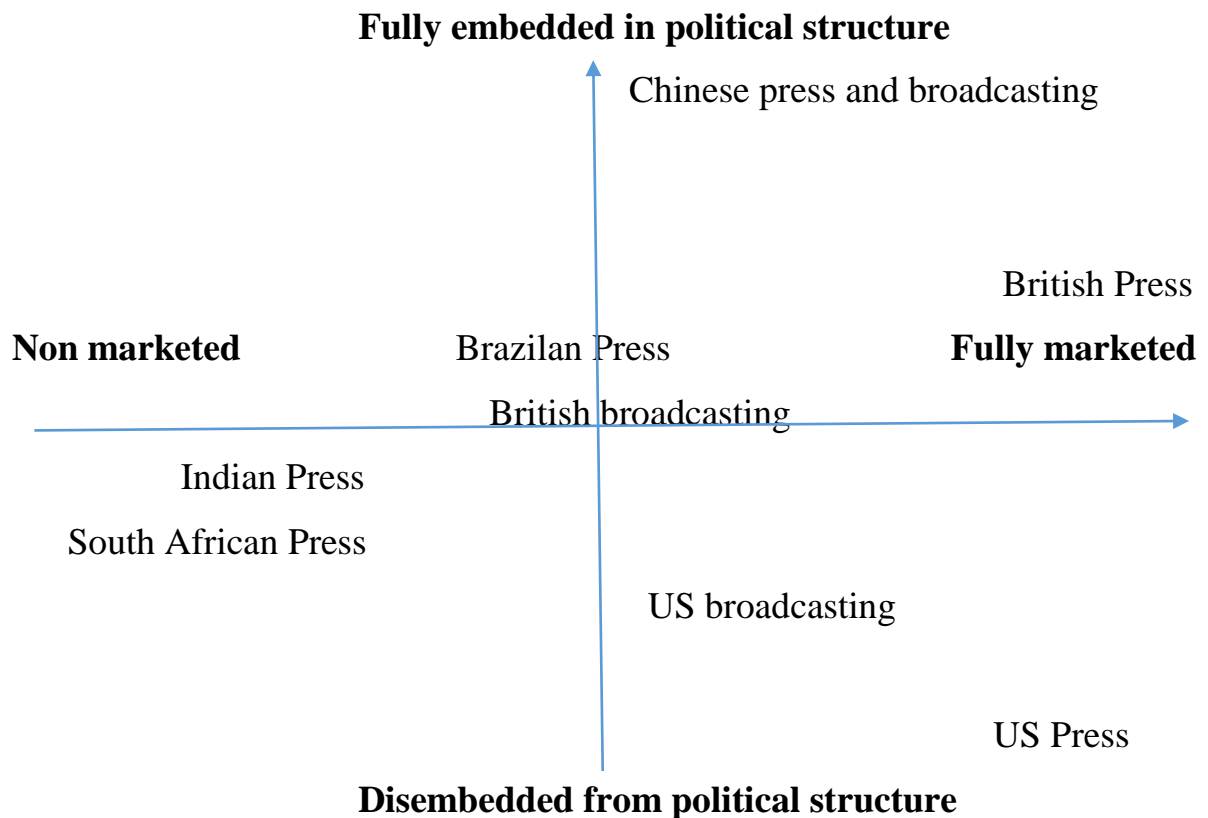 Fully embedded in political structure
Chinese press and broadcasting
British Press
Non marketed
Brazilan Press
Fully marketed
British broadcasting
Indian Press
South African Press
US broadcasting
US Press
Disembedded from political structure